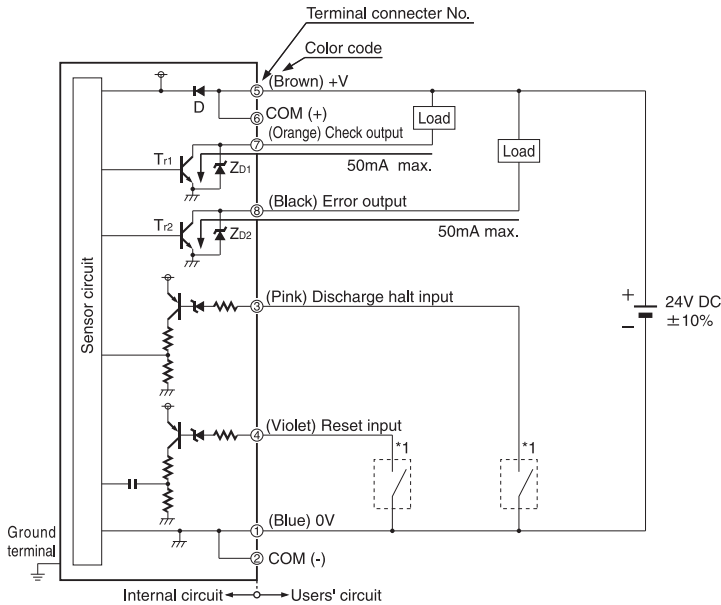 Terminal connecter No.
Color code
⑤ (Brown) +V
D
⑥ COM (+)
⑦ (Orange) Check output
Load
Load
Tr1
ZD1
50mA max.
⑧ (Black) Error output
Tr2
ZD2
50mA max.
Sensor circuit
③ (Pink) Discharge halt input
+
−
24V DC
±10%
④ (Violet) Reset input
*1
*1
① (Blue) 0V
Ground
terminal
② COM (-)
Internal circuit
Users' circuit